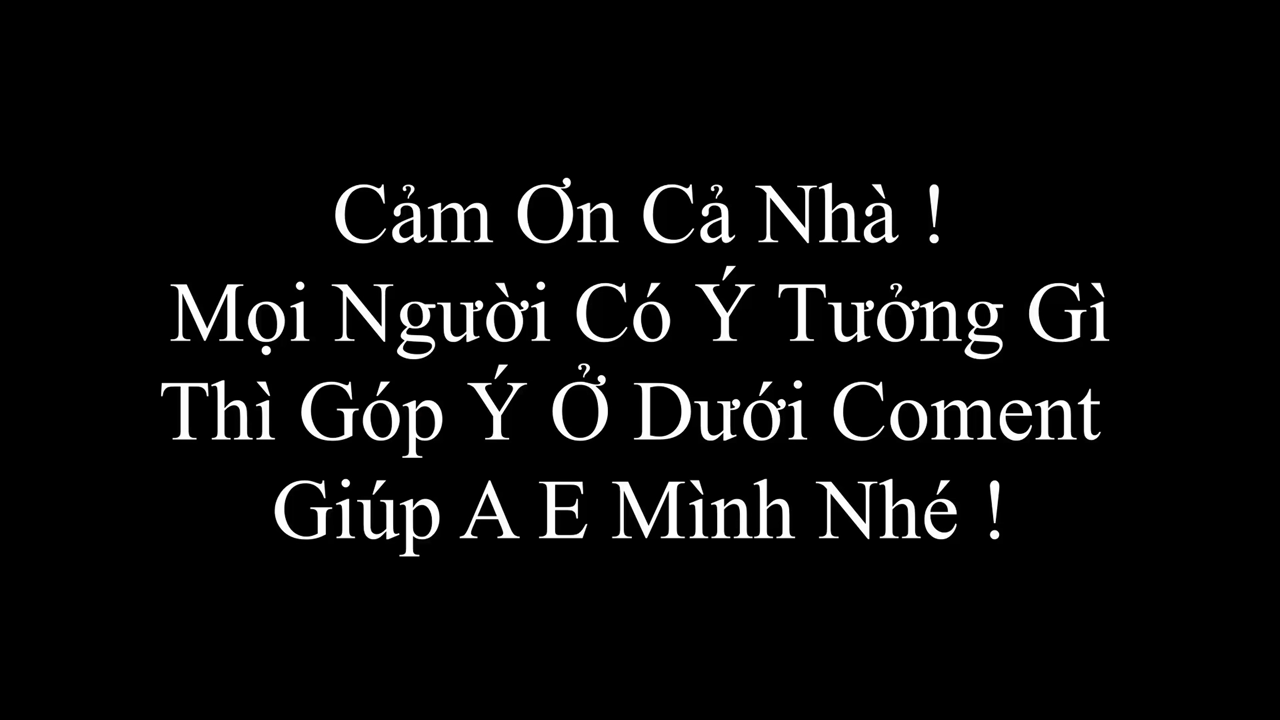 Cảm Ơn Cả Nhà !
Mọi Người Có Ý Tưởng Gì
Thì Góp Ý Ở Dưới Coment
Giúp A E Mình Nhé !